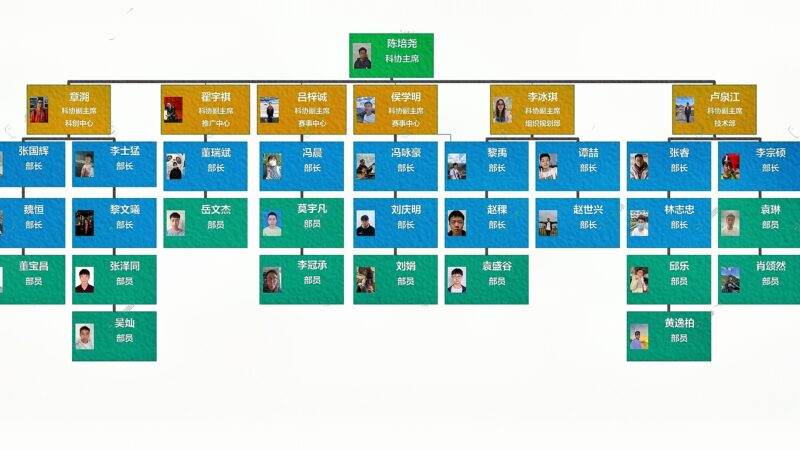 陈培尧
科协主席
章溯
科协副主席
科创中心
翟宇祺
科协副主席
推广中心
吕梓诚
科协副主席
赛事中心
侯学明
科协副主席
赛事中心
李冰琪
科协副主席
组织规划部
卢泉江
科协副主席
技术部
张国辉
部长
李士猛
部长
董瑞斌
部长
冯晨
部长
冯咏豪
部长
黎禹
部长
谭喆
部长
张睿
部长
李宗硕
部长
魏恒
部长
黎文曦
部长
岳文杰
部员
莫宇凡
部员
刘庆明
部长
赵稞
部长
赵世兴
部长
林志忠
部长
袁琳
部员
董宝昌
部员
张泽同
部员
李冠承
部员
刘娟
部员
袁盛谷
部员
邱乐
部员
肖颂然
部员
吴灿
部员
黄逸柏
部员